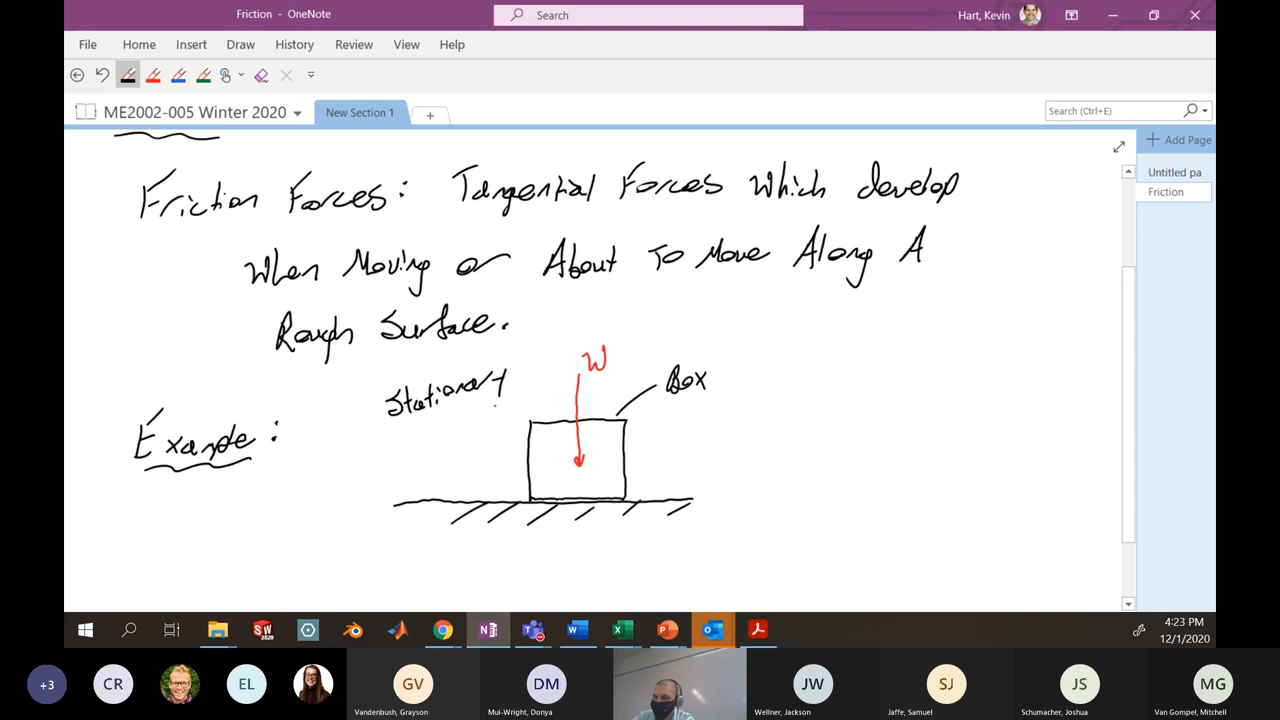 Friction - OneNote
Search
Hart, Kevin
File Home Insert Draw History Review View Help
ME2002-005 Winter 2020
New Section 1
+
Search (Ctrl+E)
+ Add Page
Untitled pa
Friction
Friction Forces: Tangential Forces Which develop
When Moving or About To Move Along A
Rough Surface.
W
Stationary
Box
Example:
SW
2020
4:23 PM
12/1/2020
+3
CR
EL
GV
Vandenbush, Grayson
DM
Mui-Wright, Donya
JW
Wellner, Jackson
SJ
Jaffe, Samuel
JS
Schumacher, Joshua
MG
Van Gompel, Mitchell